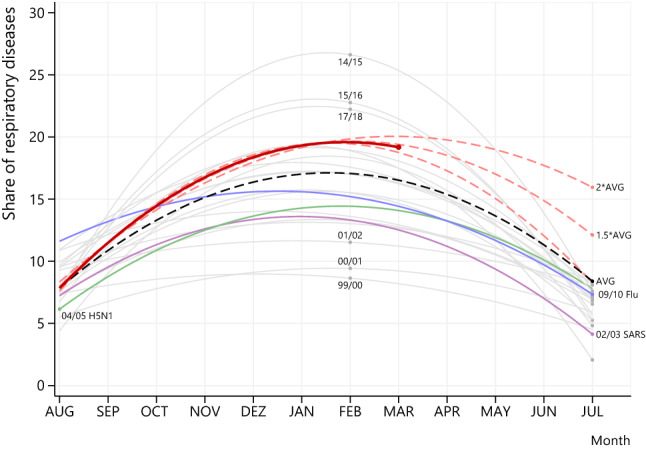 Share of respiratory diseases
30
25
20
15
10
5
0
14/15
15/16
17/18
2*AVG
1.5*AVG
01/02
00/01
99/00
AVG
09/10 Flu
04/05 H5N1
02/03 SARS
AUG SEP OCT NOV DEZ JAN FEB MAR APR MAY JUN JUL
Month